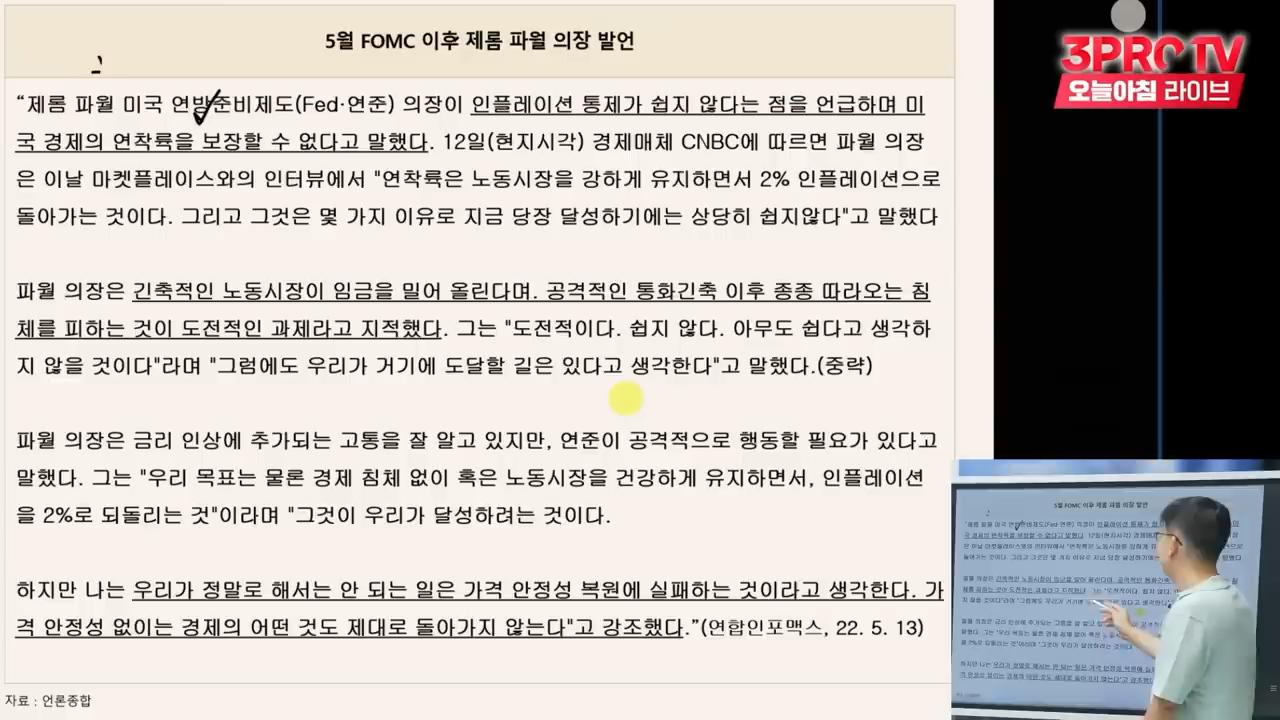 5월 FOMC 이후 제롬 파월 의장 발언
“제롬 파월 미국 연방준비제도(Fed·연준) 의장이 인플레이션 통제가 쉽지 않다는 점을 언급하며 미
국 경제의 연착륙을 보장할 수 없다고 말했다. 12일(현지시각) 경제매체 CNBC에 따르면 파월 의장
은 이날 마켓플레이스와의 인터뷰에서 "연착륙은 노동시장을 강하게 유지하면서 2% 인플레이션으로
돌아가는 것이다. 그리고 그것은 몇 가지 이유로 지금 당장 달성하기에는 상당히 쉽지않다"고 말했다
파월 의장은 긴축적인 노동시장이 임금을 밀어 올린다며. 공격적인 통화긴축 이후 종종 따라오는 침
체를 피하는 것이 도전적인 과제라고 지적했다. 그는 "도전적이다. 쉽지 않다. 아무도 쉽다고 생각하
지 않을 것이다"라며 "그럼에도 우리가 거기에 도달할 길은 있다고 생각한다"고 말했다.(중략)
파월 의장은 금리 인상에 추가되는 고통을 잘 알고 있지만, 연준이 공격적으로 행동할 필요가 있다고
말했다. 그는 "우리 목표는 물론 경제 침체 없이 혹은 노동시장을 건강하게 유지하면서, 인플레이션
을 2%로 되돌리는 것"이라며 "그것이 우리가 달성하려는 것이다.
하지만 나는 우리가 정말로 해서는 안 되는 일은 가격 안정성 복원에 실패하는 것이라고 생각한다. 가
격 안정성 없이는 경제의 어떤 것도 제대로 돌아가지 않는다"고 강조했다.”(연합인포맥스, 22. 5. 13)
자료 : 언론종합
3PRO TV
오늘아침 라이브
5월 FOMC 이후 제롬 파월 의장 발언